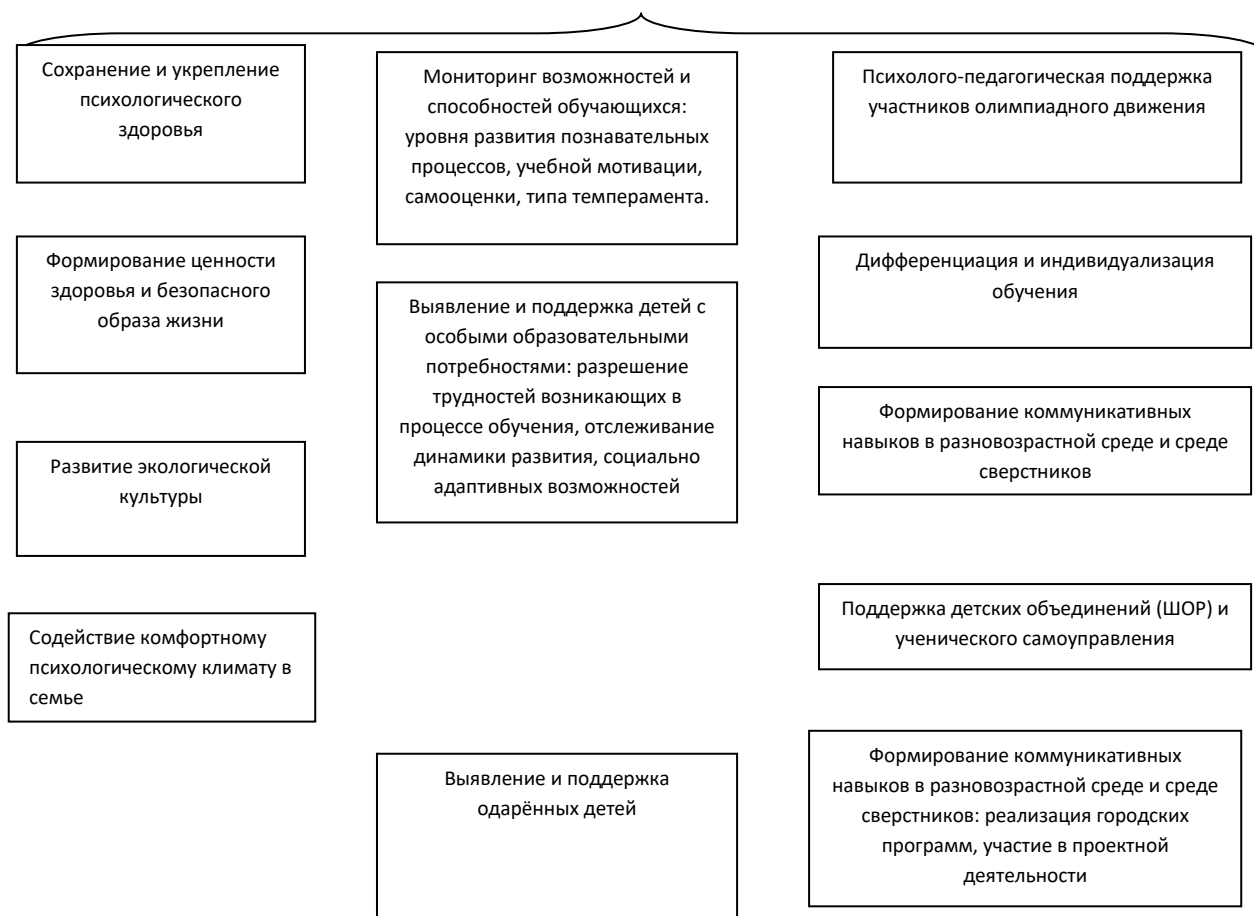 Сохранение и укрепление
психологического
здоровья
Формирование ценности
здоровья и безопасного
образа жизни
Развитие экологической
культуры
Содействие комфортному
психологическому климату в
семье
Мониторинг возможностей и
способностей обучающихся:
уровня развития познавательных
процессов, учебной мотивации,
самооценки, типа темперамента.
Выявление и поддержка детей с
особыми образовательными
потребностями: разрешение
трудностей возникающих в
процессе обучения, отслеживание
динамики развития, социально
адаптивных возможностей
Выявление и поддержка
одарённых детей
Психолого-педагогическая поддержка
участников олимпиадного движения
Дифференциация и индивидуализация
обучения
Формирование коммуникативных
навыков в разновозрастной среде и среде
сверстников
Поддержка детских объединений (ШОР) и
ученического самоуправления
Формирование коммуникативных
навыков в разновозрастной среде и среде
сверстников: реализация городских
программ, участие в проектной
деятельности